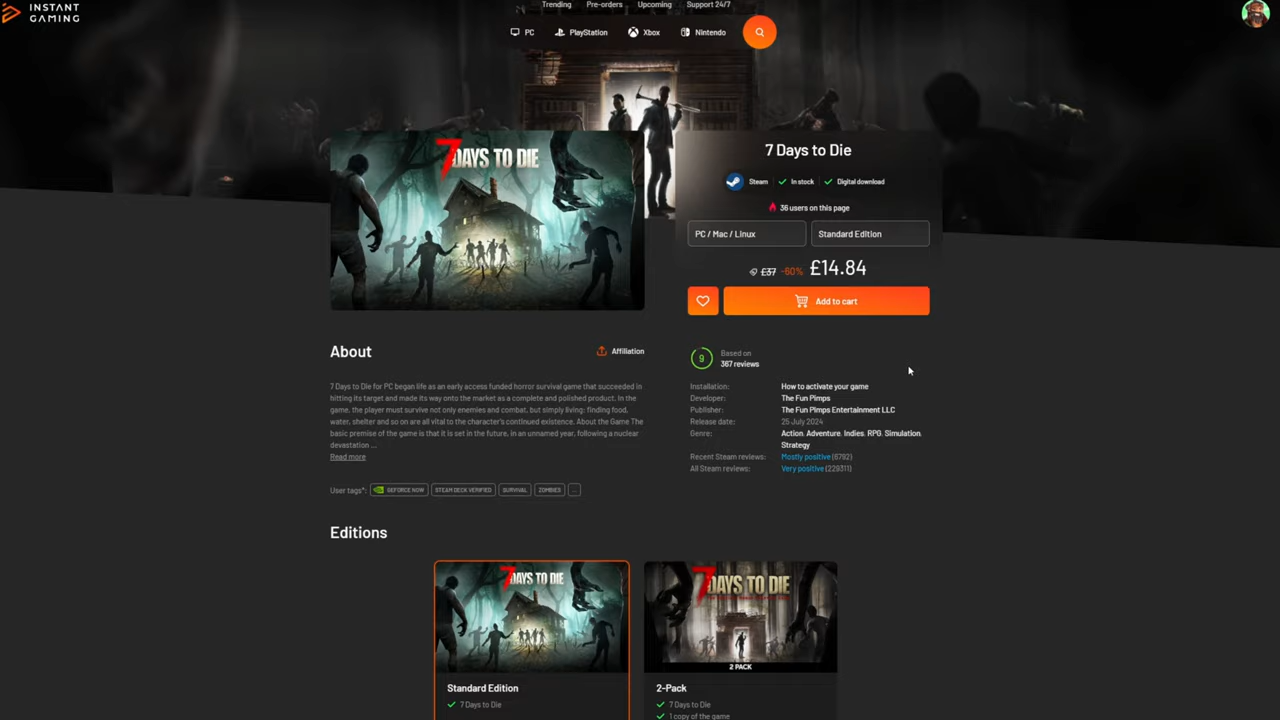 INSTANT
GAMING
Trending
Pre-orders
Upcoming
Support 24/7
PC
PlayStation
Xbox
Nintendo
7 DAYS TO DIE
7 Days to Die
Steam
In stock
Digital download
36 users on this page
PC / Mac / Linux
Standard Edition
£37 -60% £14.84
Add to cart
About
Affiliation
7 Days to Die for PC began life as an early access funded horror survival game that succeeded in
hitting its target and made its way onto the market as a complete and polished product. In the
game, the player must survive not only enemies and combat, but simply living: finding food,
water, shelter and so on are all vital to the character's continued existence. About the Game The
basic premise of the game is that it is set in the future, in an unnamed year, following a nuclear
devastation ...
Read more
User tags*:
GEFORCE NOW
STEAM DECK VERIFIED
SURVIVAL
ZOMBIES
...
9
Based on
367 reviews
Installation: How to activate your game
Developer: The Fun Pimps
Publisher: The Fun Pimps Entertainment LLC
Release date: 25 July 2024
Genre: Action, Adventure, Indies, RPG, Simulation,
Strategy
Recent Steam reviews: Mostly positive (6792)
All Steam reviews: Very positive (229311)
Editions
7 DAYS TO DIE
Standard Edition
7 Days to Die
7 DAYS TO DIE
2 PACK
2-Pack
7 Days to Die
1 copy of the game